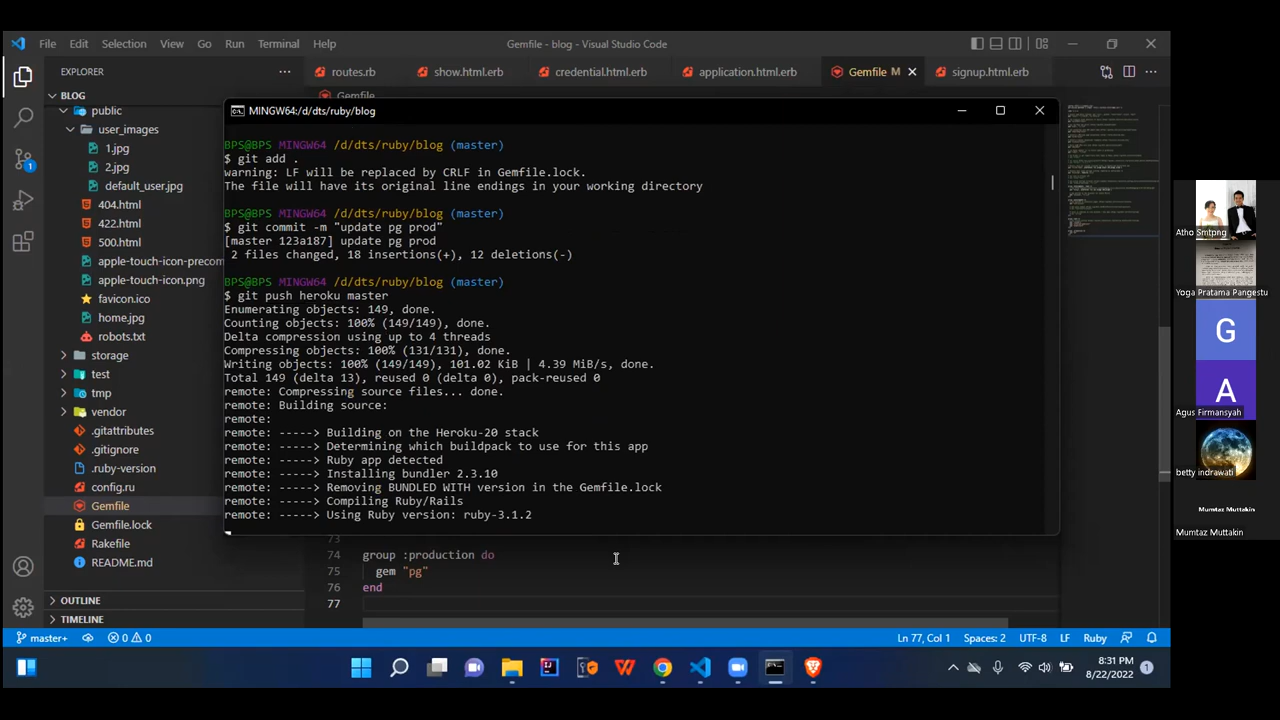 File Edit Selection View Go Run Terminal Help
Gemfile - blog - Visual Studio Code
EXPLORER
routes.rb
show.html.erb
credential.html.erb
application.html.erb
Gemfile M
signup.html.erb
BLOG
Gemfile
public
user_images
1.jpg
2.jpg
default_user.jpg
404.html
422.html
500.html
apple-touch-icon-precom
apple-touch-icon.png
favicon.ico
home.jpg
robots.txt
storage
test
tmp
vendor
.gitattributes
.gitignore
.ruby-version
config.ru
Gemfile
Gemfile.lock
Rakefile
README.md
OUTLINE
TIMELINE
MINGW64:/d/dts/ruby/blog
BPS@BPS MINGW64 /d/dts/ruby/blog (master)
$ git add .
warning: LF will be replaced by CRLF in Gemfile.lock.
The file will have its original line endings in your working directory
BPS@BPS MINGW64 /d/dts/ruby/blog (master)
$ git commit -m "update pg prod"
[master 123a187] update pg prod
2 files changed, 18 insertions(+), 12 deletions(-)
BPS@BPS MINGW64 /d/dts/ruby/blog (master)
$ git push heroku master
Enumerating objects: 149, done.
Counting objects: 100% (149/149), done.
Delta compression using up to 4 threads
Compressing objects: 100% (131/131), done.
Writing objects: 100% (149/149), 101.02 KiB | 4.39 MiB/s, done.
Total 149 (delta 13), reused 0 (delta 0), pack-reused 0
remote: Compressing source files... done.
remote: Building source:
remote:
remote: -----> Building on the Heroku-20 stack
remote: -----> Determining which buildpack to use for this app
remote: -----> Ruby app detected
remote: -----> Installing bundler 2.3.10
remote: -----> Removing BUNDLED WITH version in the Gemfile.lock
remote: -----> Compiling Ruby/Rails
remote: -----> Using Ruby version: ruby-3.1.2
73
74 group :production do
75 gem "pg"
76 end
77
master+ 0 0
Ln 77, Col 1 Spaces: 2 UTF-8 LF Ruby
8:31 PM
8/22/2022
1
1
Atho Smtpng
Yoga Pratama Pangestu
G
A
Agus Firmansyah
betty indrawati
Mumtaz Muttakin
Mumtaz Muttakin